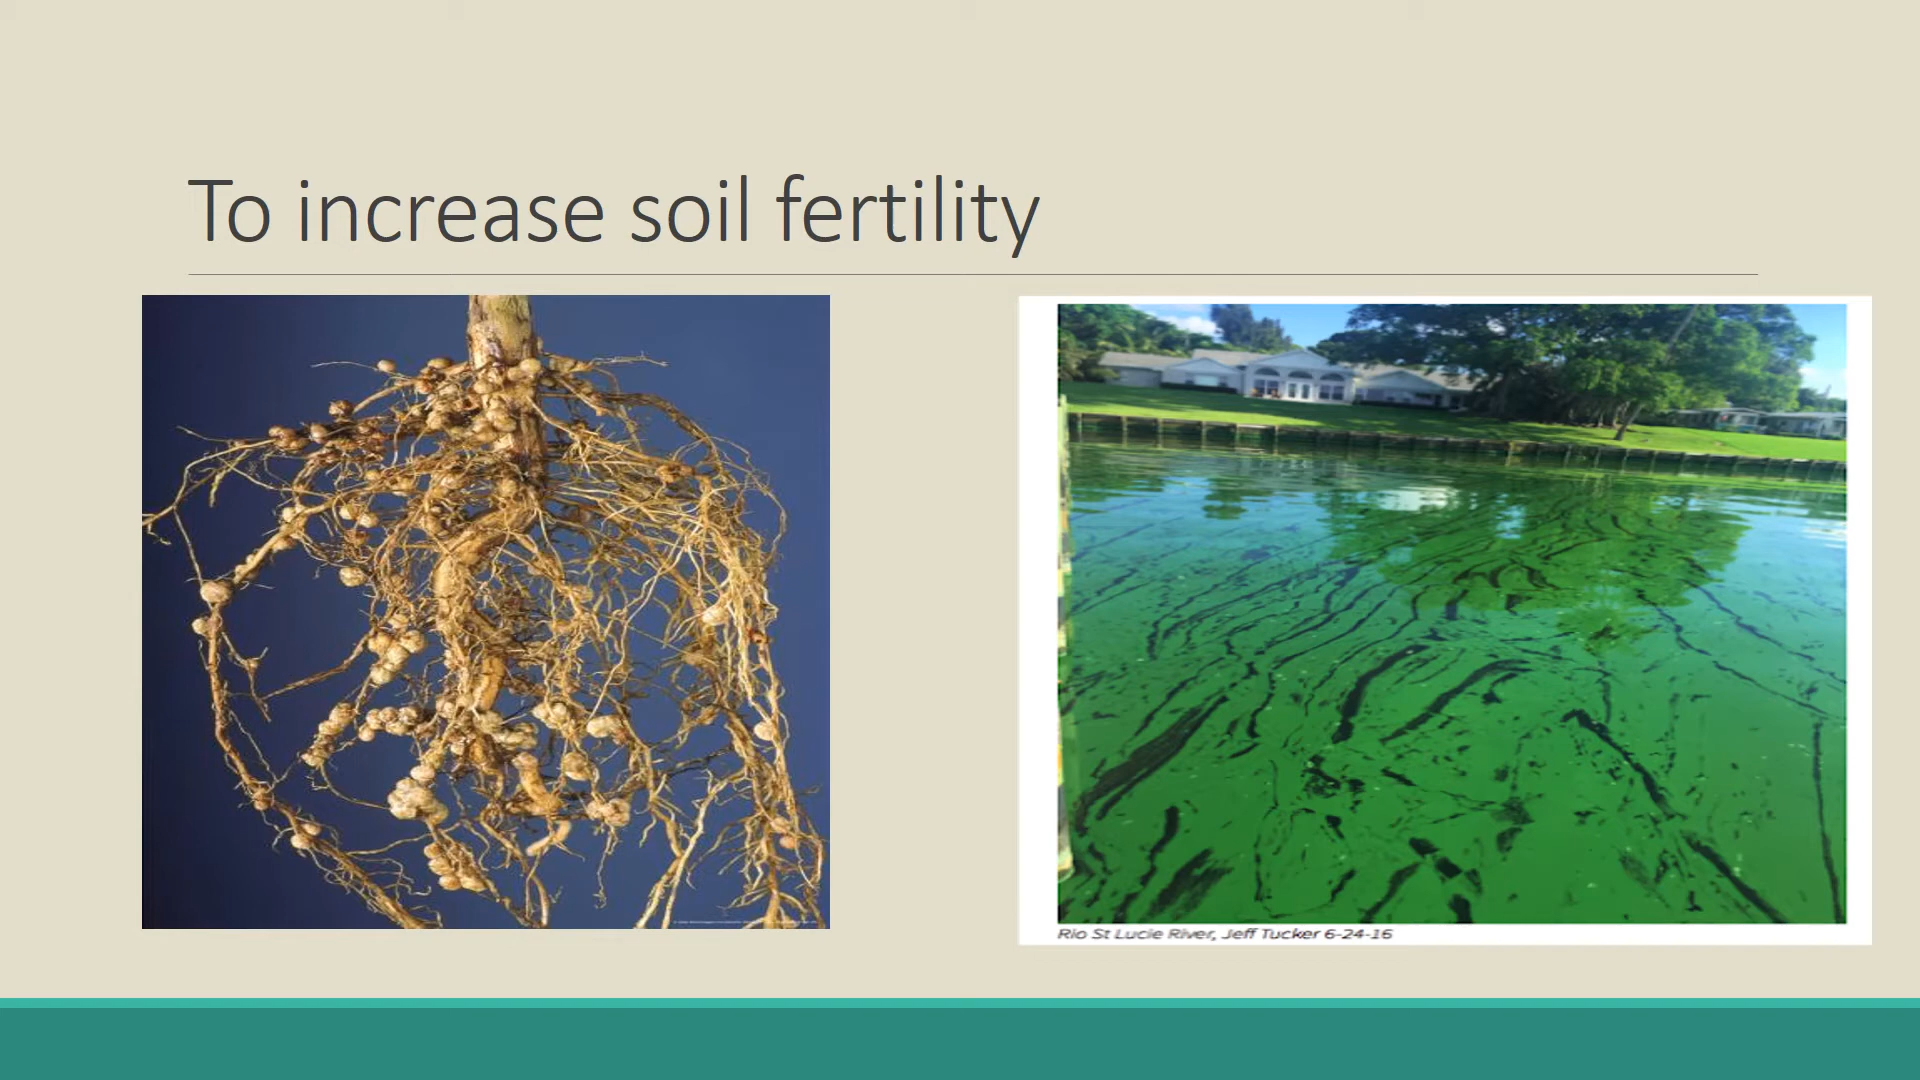 To increase soil fertility
Rio St Lucie River, Jeff Tucker 6-24-16